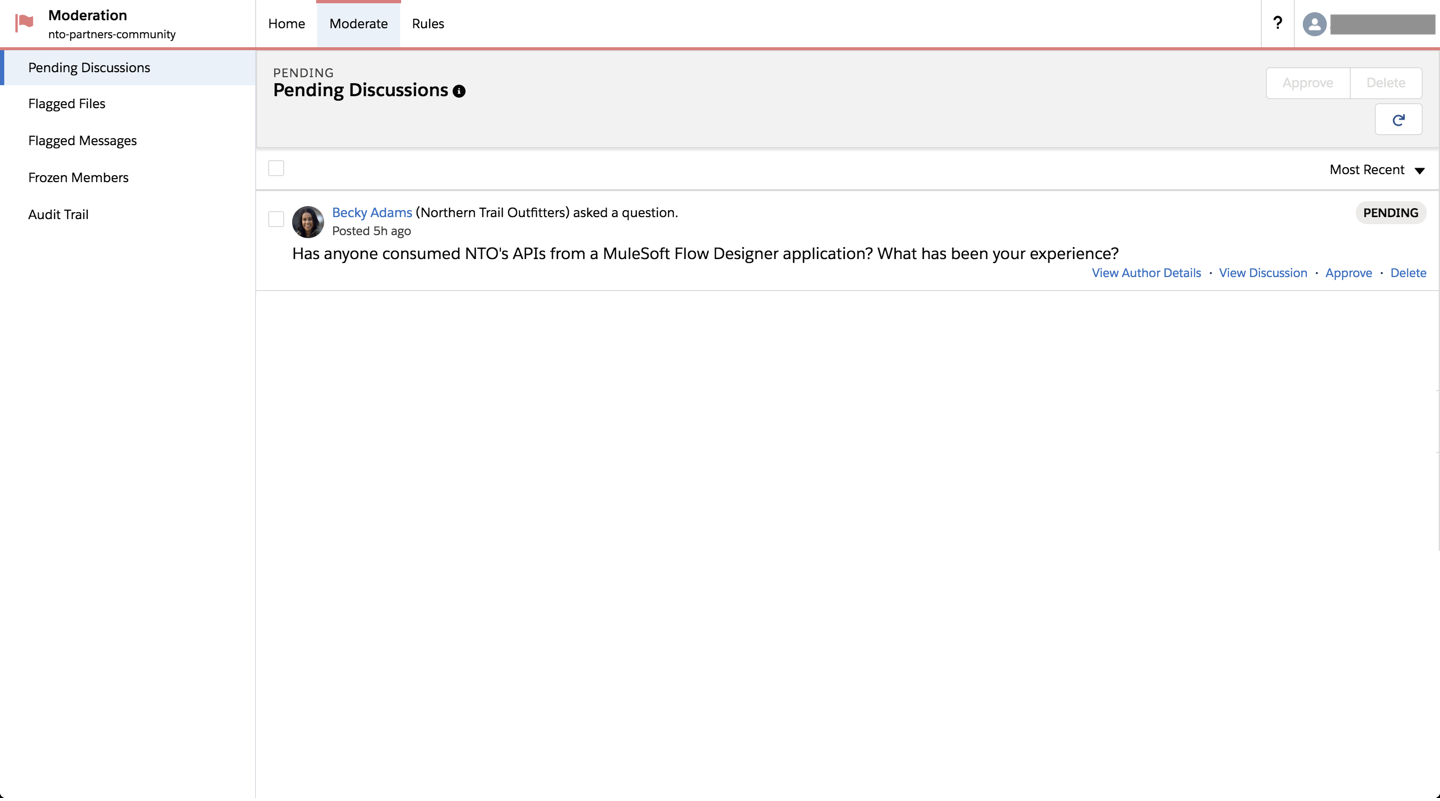 Moderation
nto-partners-community
Home Moderate Rules
?
Pending Discussions
Flagged Files
Flagged Messages
Frozen Members
Audit Trail
PENDING
Pending Discussions
Approve Delete
Most Recent
Becky Adams (Northern Trail Outfitters) asked a question.
PENDING
Posted 5h ago
Has anyone consumed NTO's APIs from a MuleSoft Flow Designer application? What has been your experience?
View Author Details · View Discussion · Approve · Delete